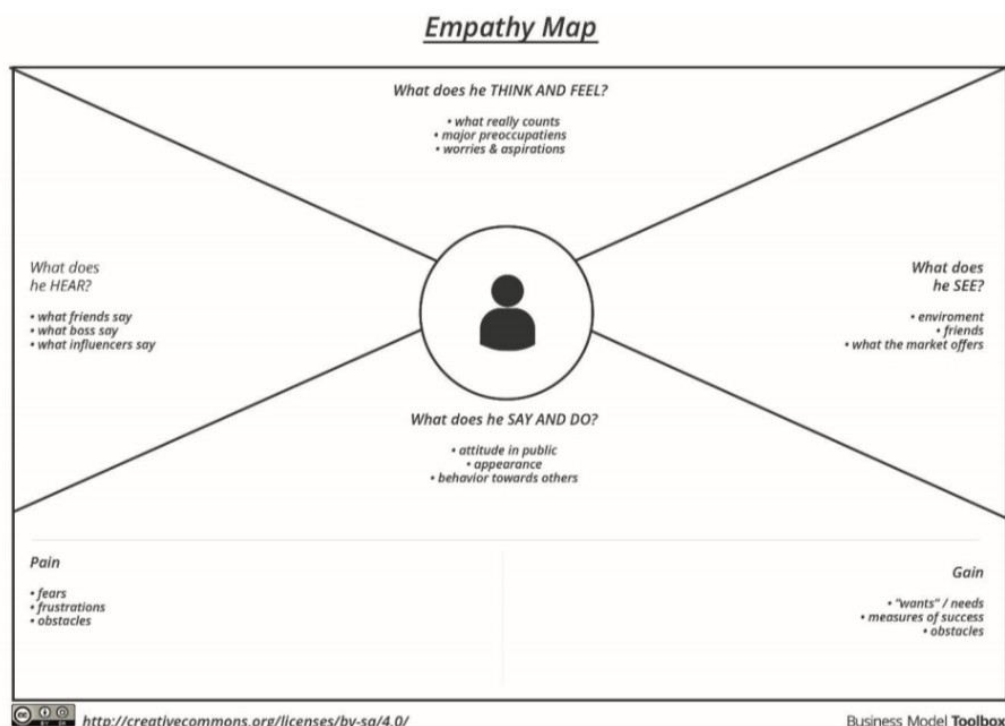 Empathy Map
What does he THINK AND FEEL?
• what really counts
• major preoccupatiens
• worries & aspirations
What does
he HEAR?
• what friends say
• what boss say
• what influencers say
What does
he SEE?
• enviroment
• friends
• what the market offers
What does he SAY AND DO?
• attitude in public
• appearance
• behavior towards others
Pain
• fears
• frustrations
• obstacles
Gain
• "wants" / needs
• measures of success
• obstacles
http://creativecommons.org/licenses/by-sa/4.0/
Business Model Toolbox